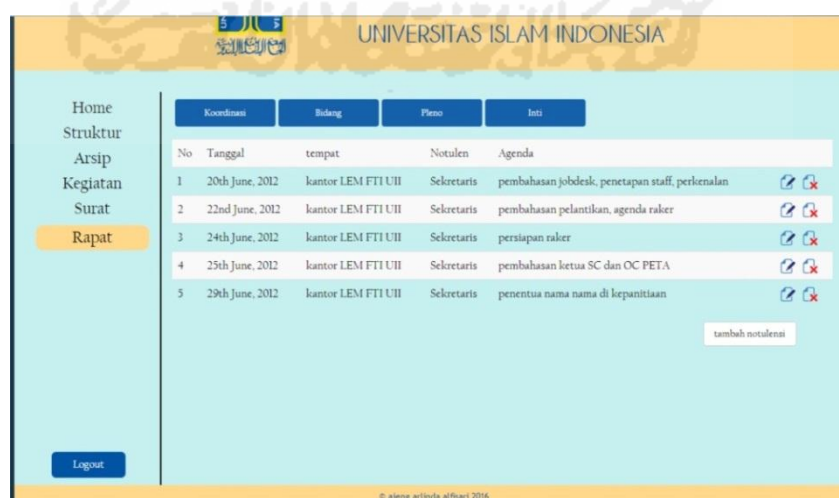 UNIVERSITAS ISLAM INDONESIA
Home
Struktur
Arsip
Kegiatan
Surat
Rapat
Logout
Koordinasi Bidang Pleno Inti
No Tanggal tempat Notulen Agenda
1 20th June, 2012 kantor LEM FTI UII Sekretaris pembahasan jobdesk, penetapan staff, perkenalan
2 22nd June, 2012 kantor LEM FTI UII Sekretaris pembahasan pelantikan, agenda raker
3 24th June, 2012 kantor LEM FTI UII Sekretaris persiapan raker
4 25th June, 2012 kantor LEM FTI UII Sekretaris pembahasan ketua SC dan OC PETA
5 29th June, 2012 kantor LEM FTI UII Sekretaris penentua nama nama di kepanitiaan
tambah notulensi
© ajeng arlinda alfisari 2016